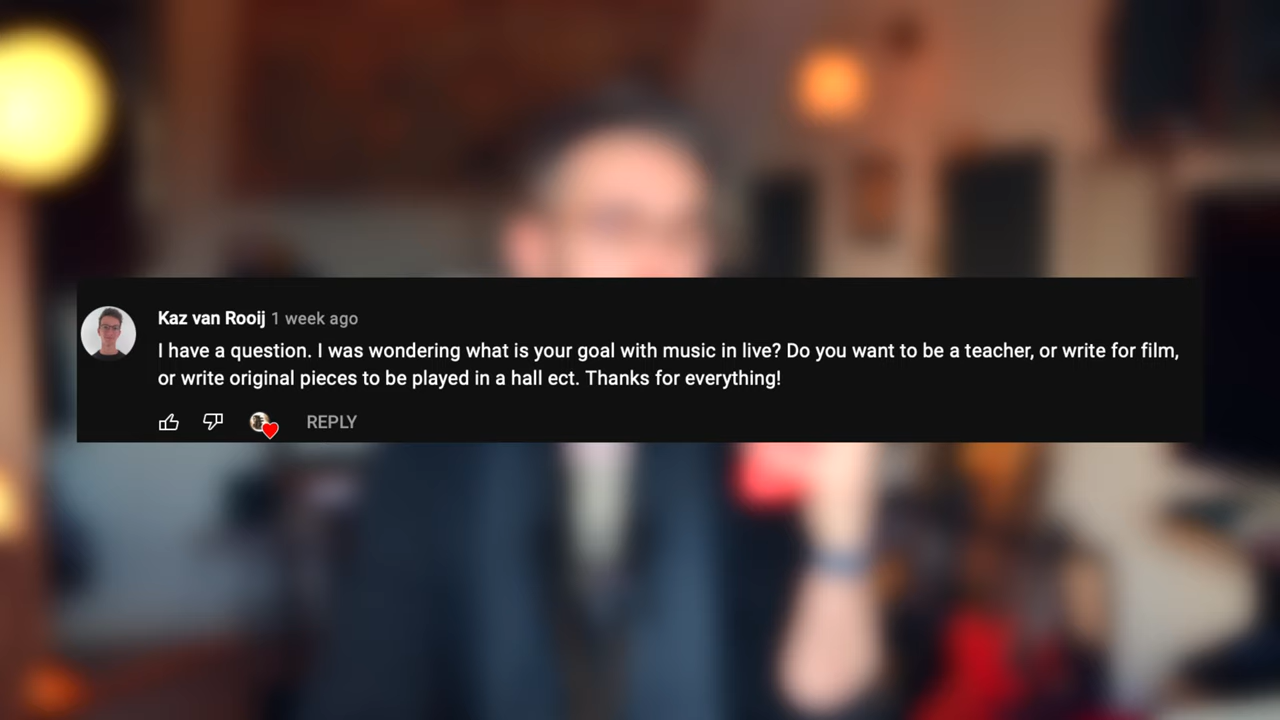 Kaz van Rooij 1 week ago
I have a question. I was wondering what is your goal with music in live? Do you want to be a teacher, or write for film,
or write original pieces to be played in a hall ect. Thanks for everything!
REPLY